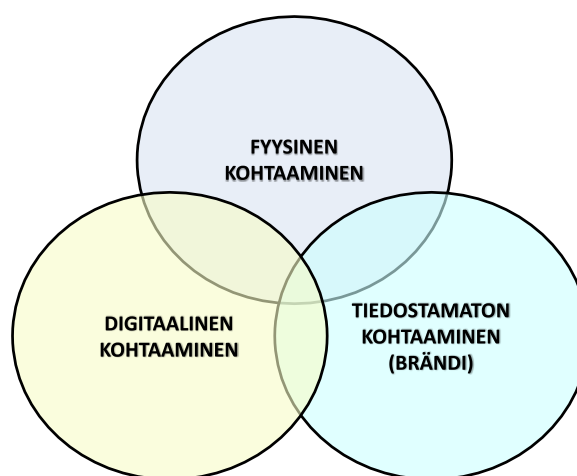 FYYSINEN
KOHTAAMINEN
DIGITAALINEN
KOHTAAMINEN
TIEDOSTAMATON
KOHTAAMINEN
(BRÄNDI)